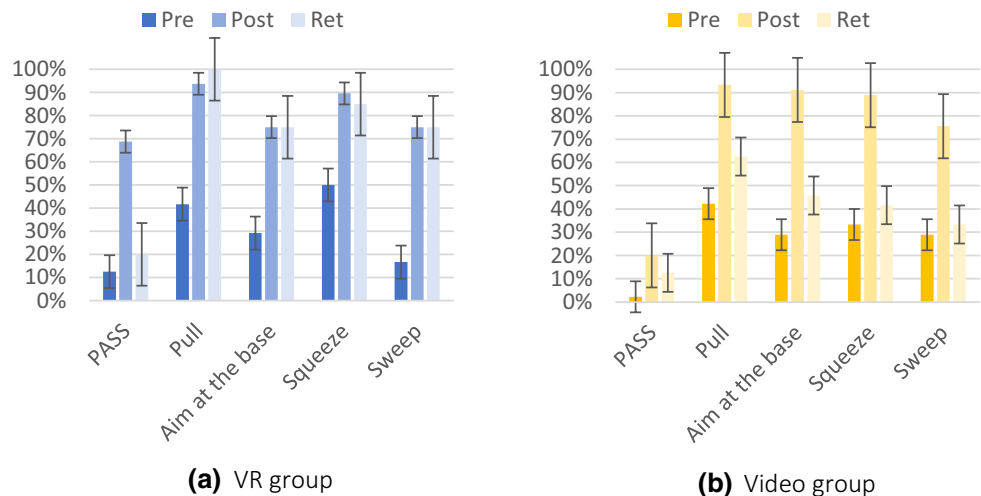 Pre Post Ret
100%
90%
80%
70%
60%
50%
40%
30%
20%
10%
0%
PASS
Pull
Aim at the base
Squeeze
Sweep
(a) VR group
Pre Post Ret
100%
90%
80%
70%
60%
50%
40%
30%
20%
10%
0%
PASS
Pull
Aim at the base
Squeeze
Sweep
(b) Video group